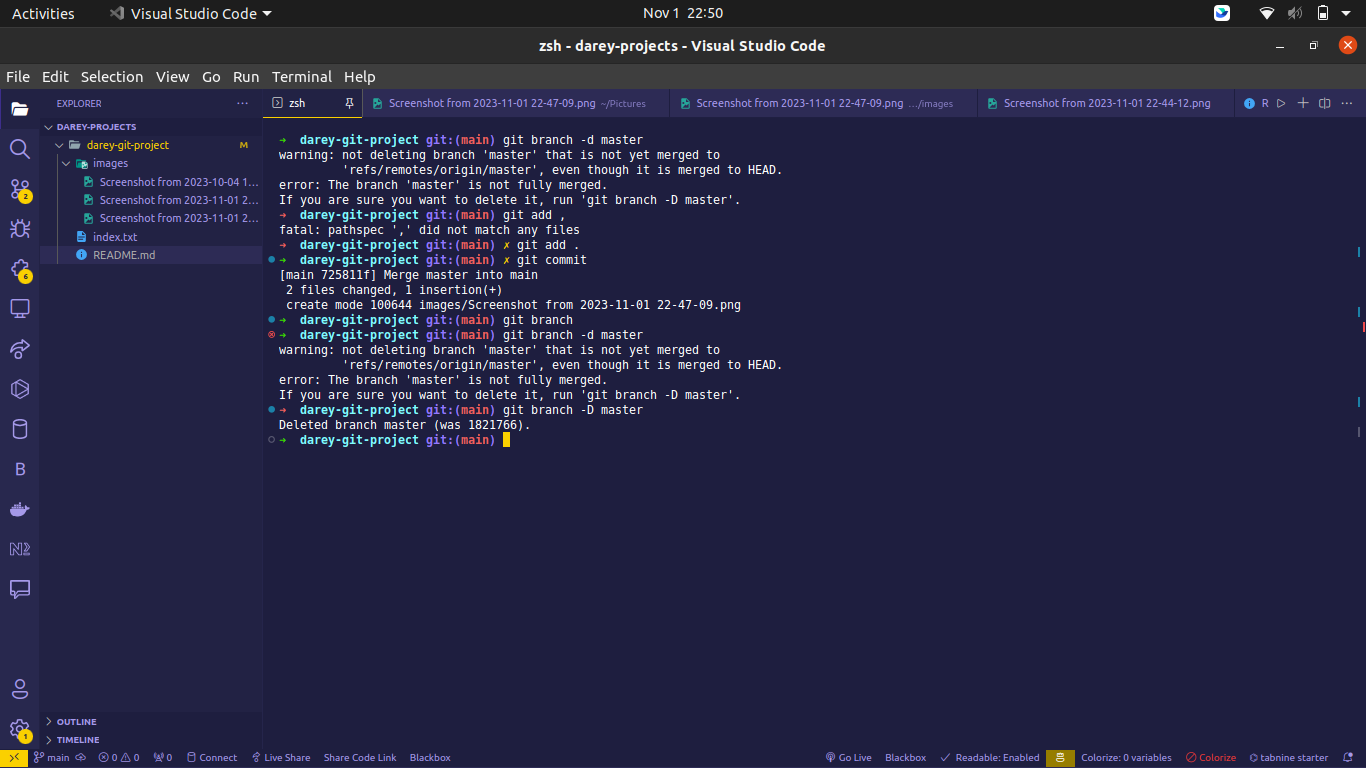 Activities
Visual Studio Code
Nov 1 22:50
zsh - darey-projects - Visual Studio Code
File Edit Selection View Go Run Terminal Help
EXPLORER
DAREY-PROJECTS
darey-git-project M
images
Screenshot from 2023-10-04 1...
Screenshot from 2023-11-01 2...
Screenshot from 2023-11-01 2...
index.txt
README.md
OUTLINE
TIMELINE
2
6
B
N2
1
zsh
Screenshot from 2023-11-01 22-47-09.png ~/Pictures
Screenshot from 2023-11-01 22-47-09.png .../images
Screenshot from 2023-11-01 22-44-12.png
R
➜ darey-git-project git:(main) git branch -d master
warning: not deleting branch 'master' that is not yet merged to
'refs/remotes/origin/master', even though it is merged to HEAD.
error: The branch 'master' is not fully merged.
If you are sure you want to delete it, run 'git branch -D master'.
➜ darey-git-project git:(main) git add ,
fatal: pathspec ',' did not match any files
➜ darey-git-project git:(main) ✗ git add .
➜ darey-git-project git:(main) ✗ git commit
[main 725811f] Merge master into main
2 files changed, 1 insertion(+)
create mode 100644 images/Screenshot from 2023-11-01 22-47-09.png
➜ darey-git-project git:(main) git branch
➜ darey-git-project git:(main) git branch -d master
warning: not deleting branch 'master' that is not yet merged to
'refs/remotes/origin/master', even though it is merged to HEAD.
error: The branch 'master' is not fully merged.
If you are sure you want to delete it, run 'git branch -D master'.
➜ darey-git-project git:(main) git branch -D master
Deleted branch master (was 1821766).
➜ darey-git-project git:(main)
main 0 0 0 Connect Live Share Share Code Link Blackbox
Go Live Blackbox Readable: Enabled Colorize: 0 variables Colorize tabnine starter